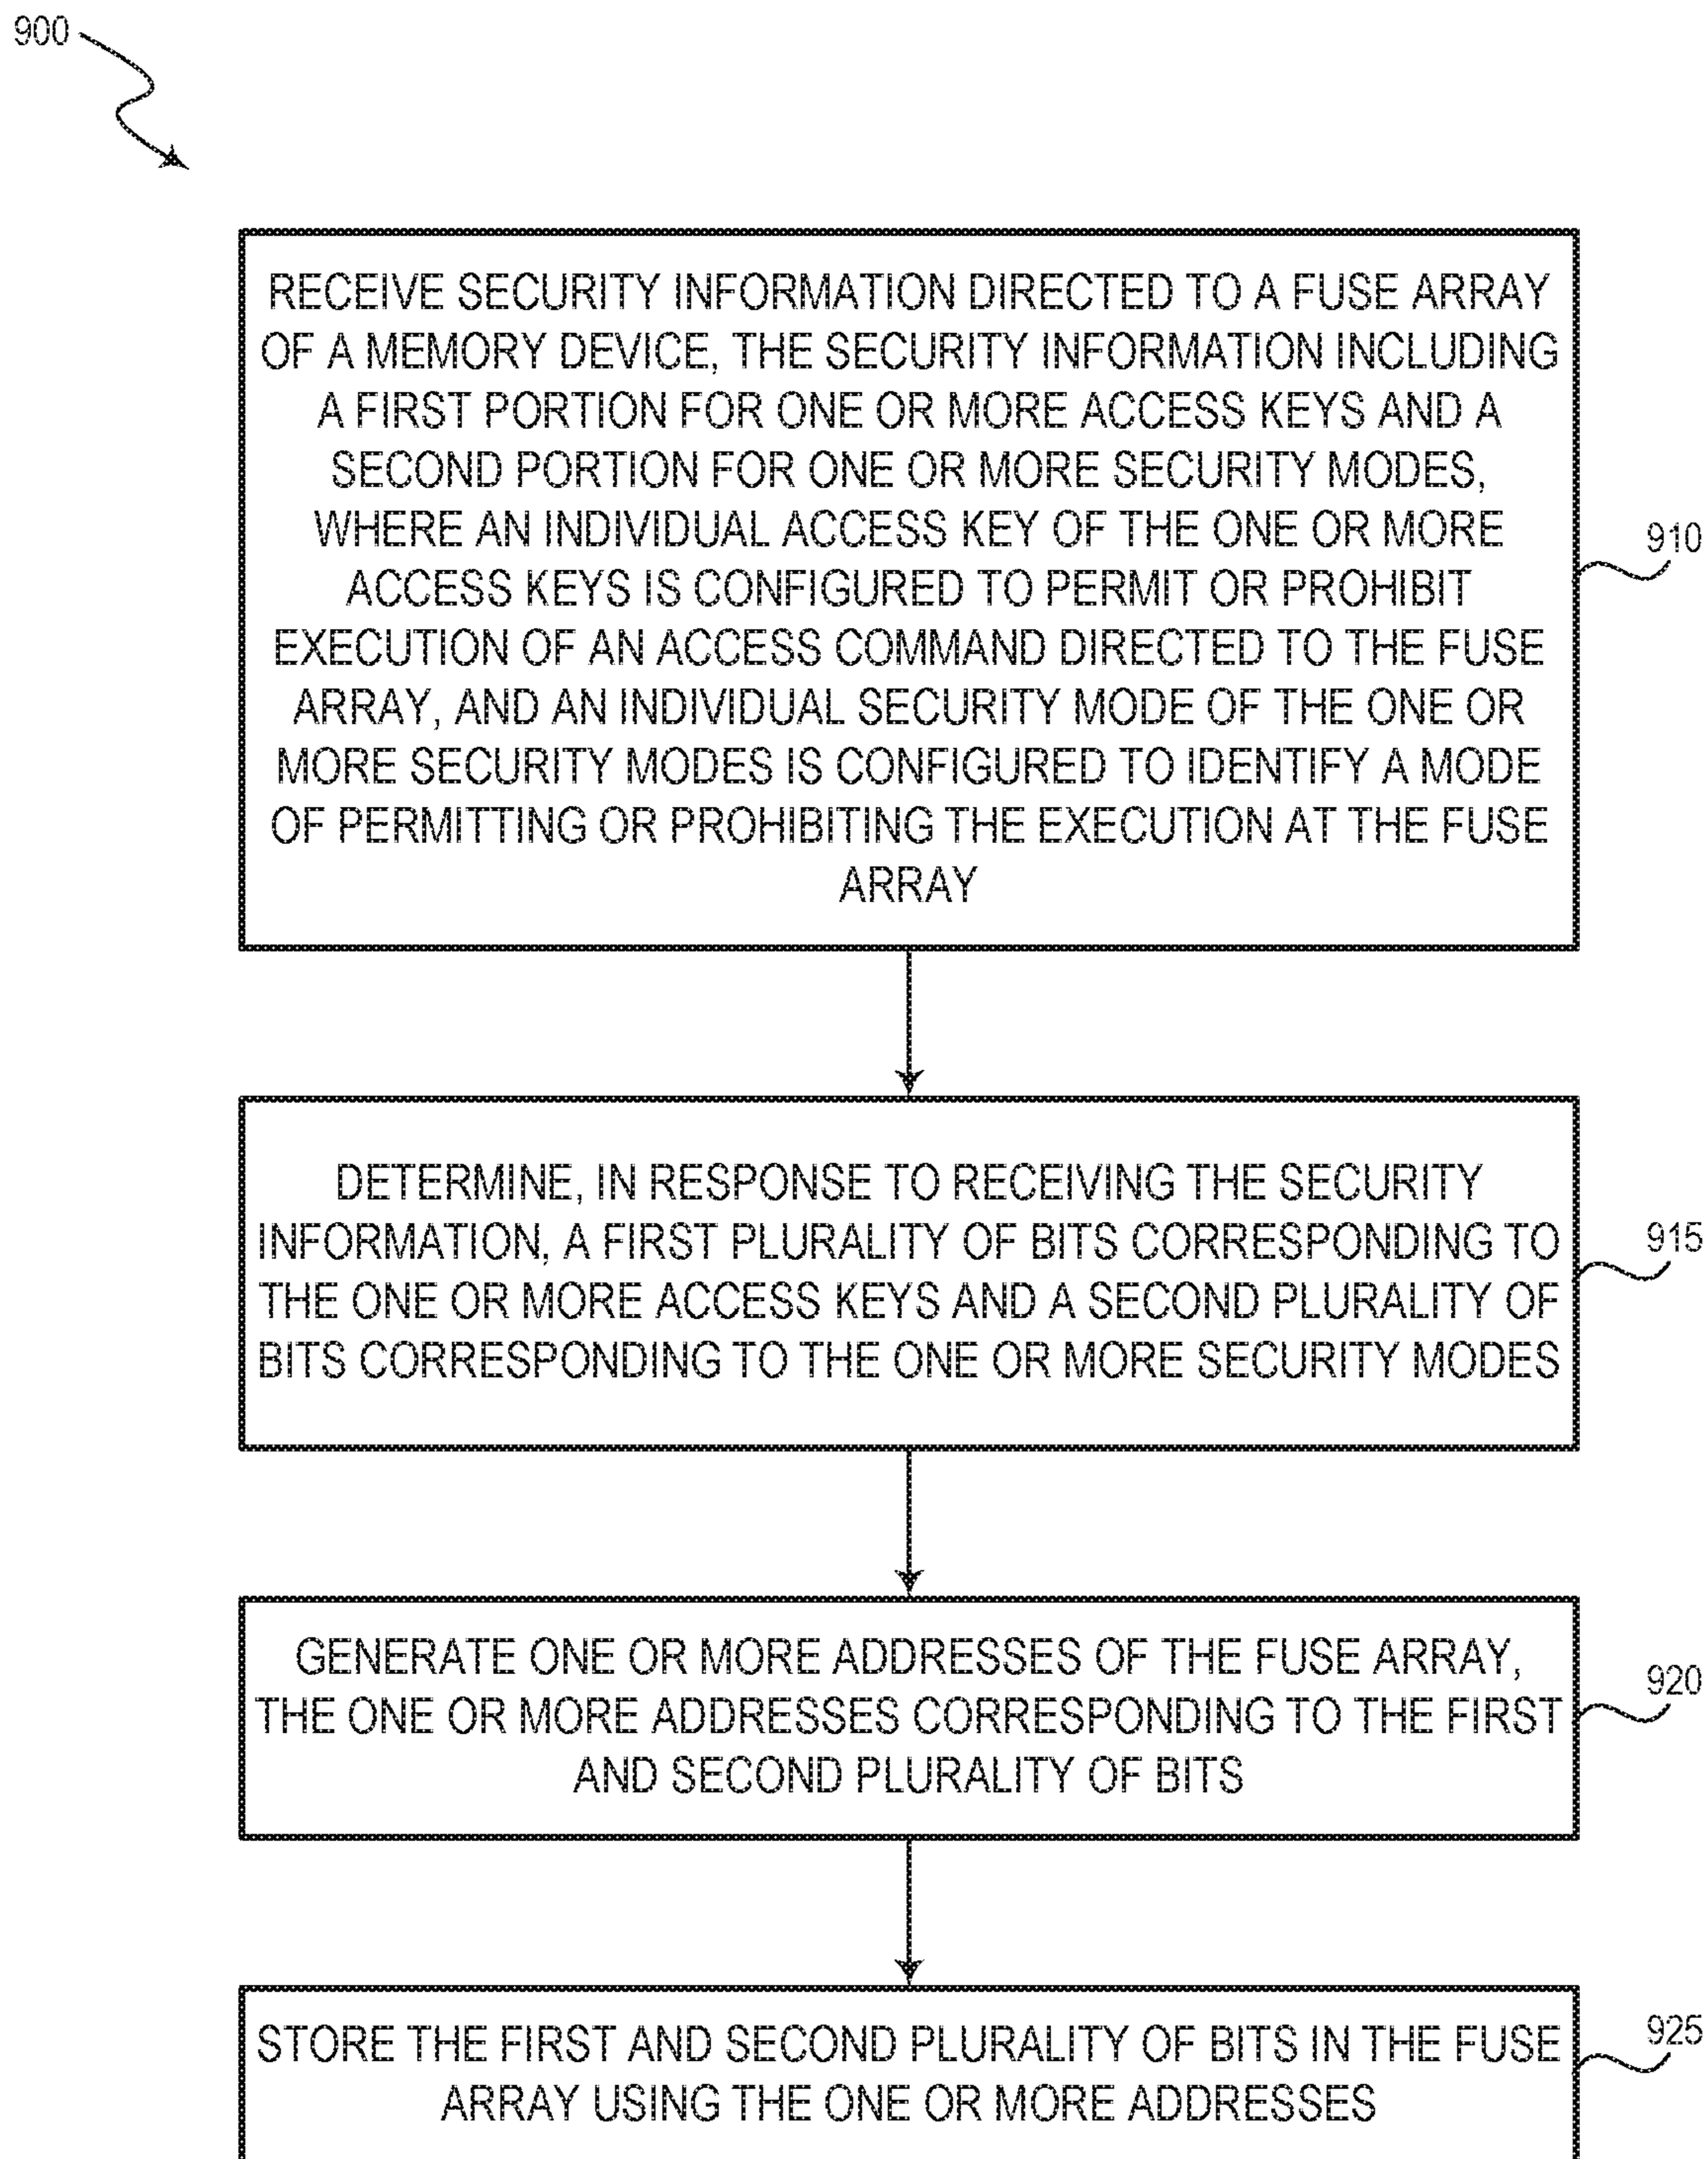 900
RECEIVE SECURITY INFORMATION DIRECTED TO A FUSE ARRAY
OF A MEMORY DEVICE, THE SECURITY INFORMATION INCLUDING
A FIRST PORTION FOR ONE OR MORE ACCESS KEYS AND A
SECOND PORTION FOR ONE OR MORE SECURITY MODES,
WHERE AN INDIVIDUAL ACCESS KEY OF THE ONE OR MORE
ACCESS KEYS IS CONFIGURED TO PERMIT OR PROHIBIT
EXECUTION OF AN ACCESS COMMAND DIRECTED TO THE FUSE
ARRAY, AND AN INDIVIDUAL SECURITY MODE OF THE ONE OR
MORE SECURITY MODES IS CONFIGURED TO IDENTIFY A MODE
OF PERMITTING OR PROHIBITING THE EXECUTION AT THE FUSE
ARRAY
910
DETERMINE, IN RESPONSE TO RECEIVING THE SECURITY
INFORMATION, A FIRST PLURALITY OF BITS CORRESPONDING TO
THE ONE OR MORE ACCESS KEYS AND A SECOND PLURALITY OF
BITS CORRESPONDING TO THE ONE OR MORE SECURITY MODES
915
GENERATE ONE OR MORE ADDRESSES OF THE FUSE ARRAY,
THE ONE OR MORE ADDRESSES CORRESPONDING TO THE FIRST
AND SECOND PLURALITY OF BITS
920
STORE THE FIRST AND SECOND PLURALITY OF BITS IN THE FUSE
ARRAY USING THE ONE OR MORE ADDRESSES
925